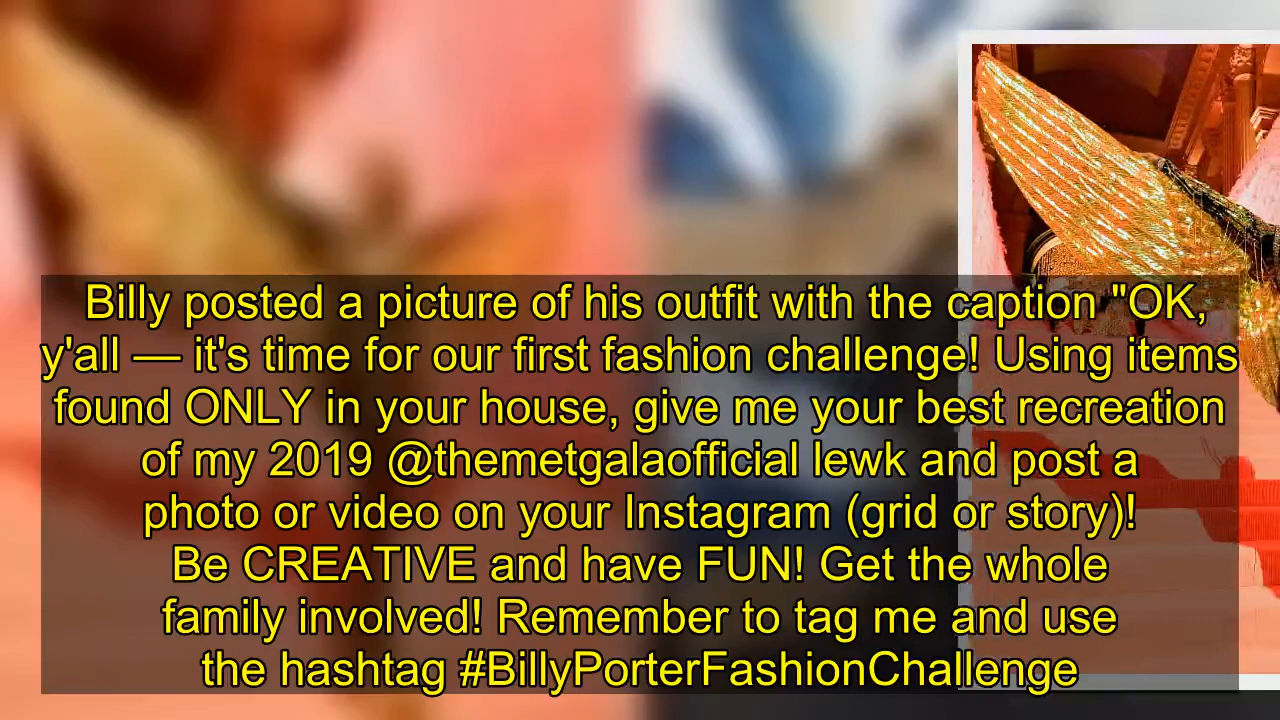 Billy posted a picture of his outfit with the caption "OK,
y'all — it's time for our first fashion challenge! Using items
found ONLY in your house, give me your best recreation
of my 2019 @themetgalaofficial lewk and post a
photo or video on your Instagram (grid or story)!
Be CREATIVE and have FUN! Get the whole
family involved! Remember to tag me and use
the hashtag #BillyPorterFashionChallenge